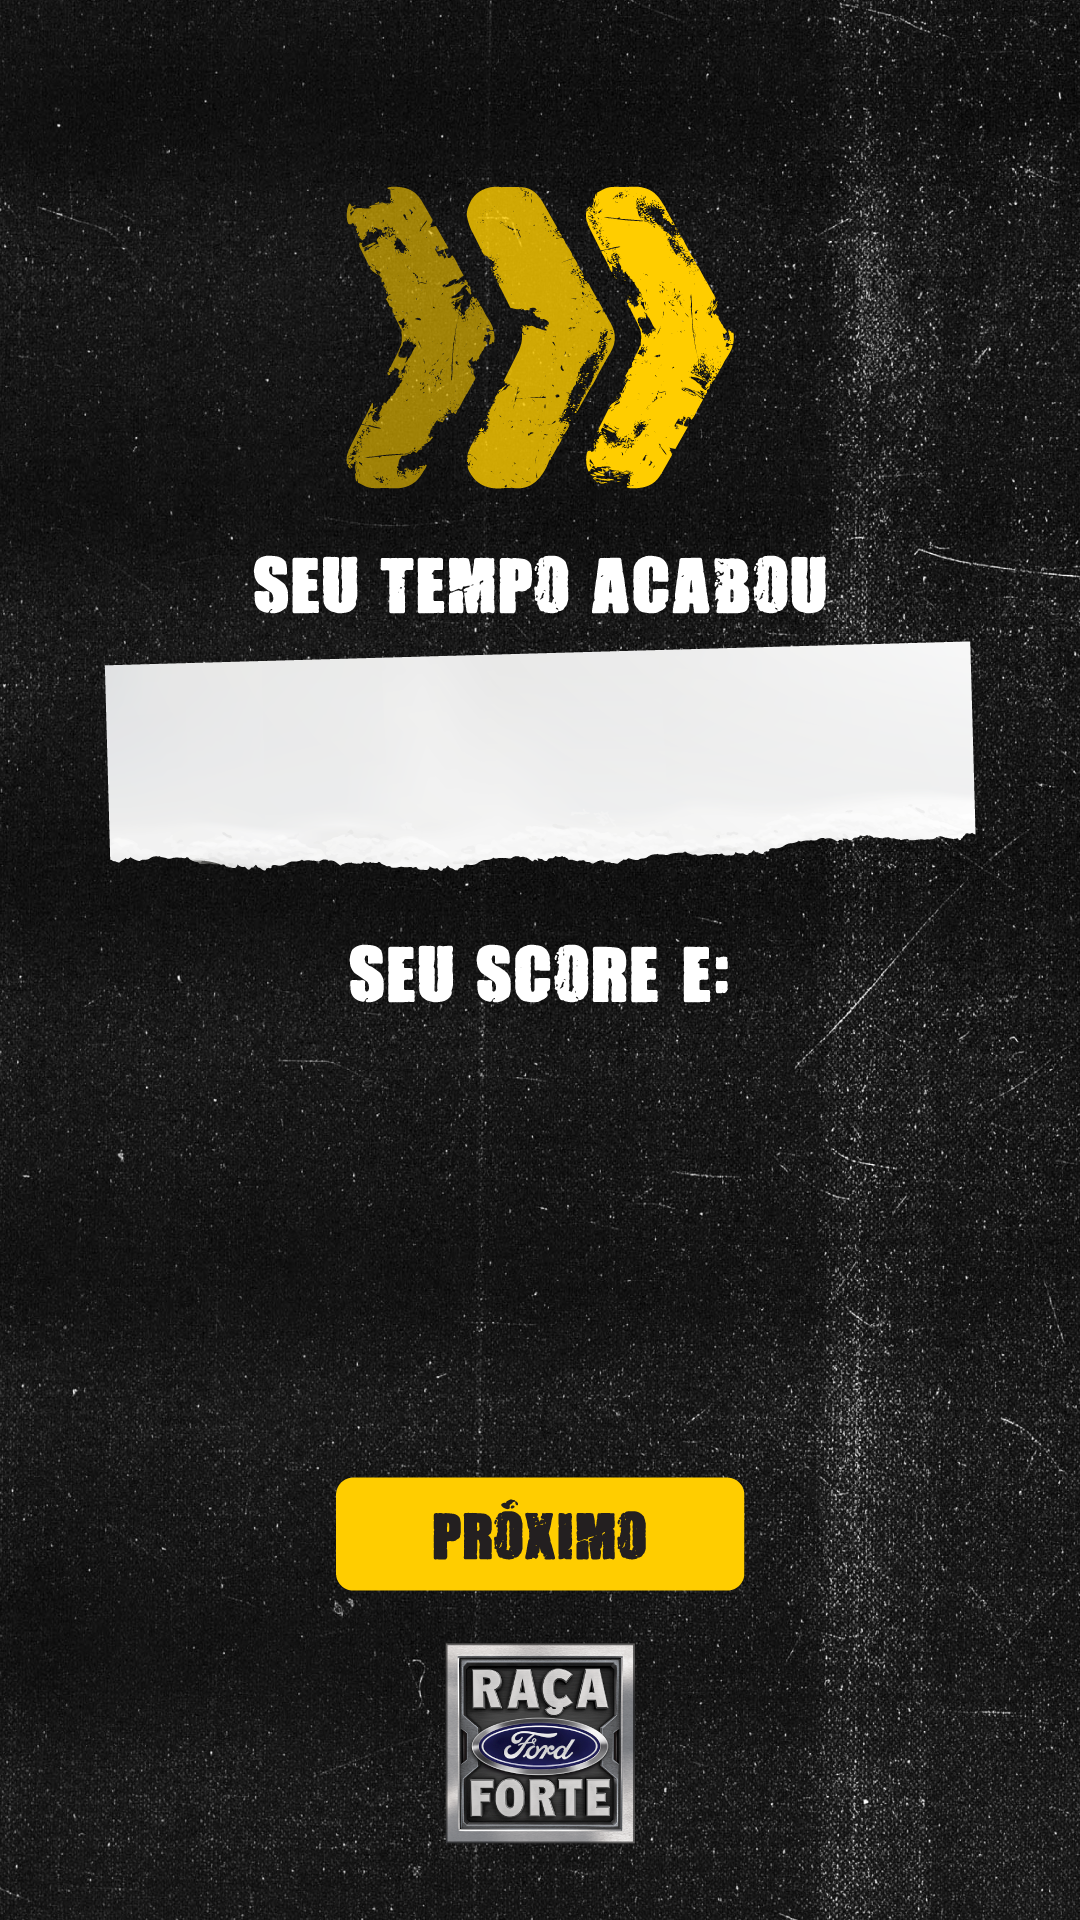 SEU TEMPO ACABOU
SEU SCORE E:
PRÓXIMO
RAÇA
Ford
FORTE